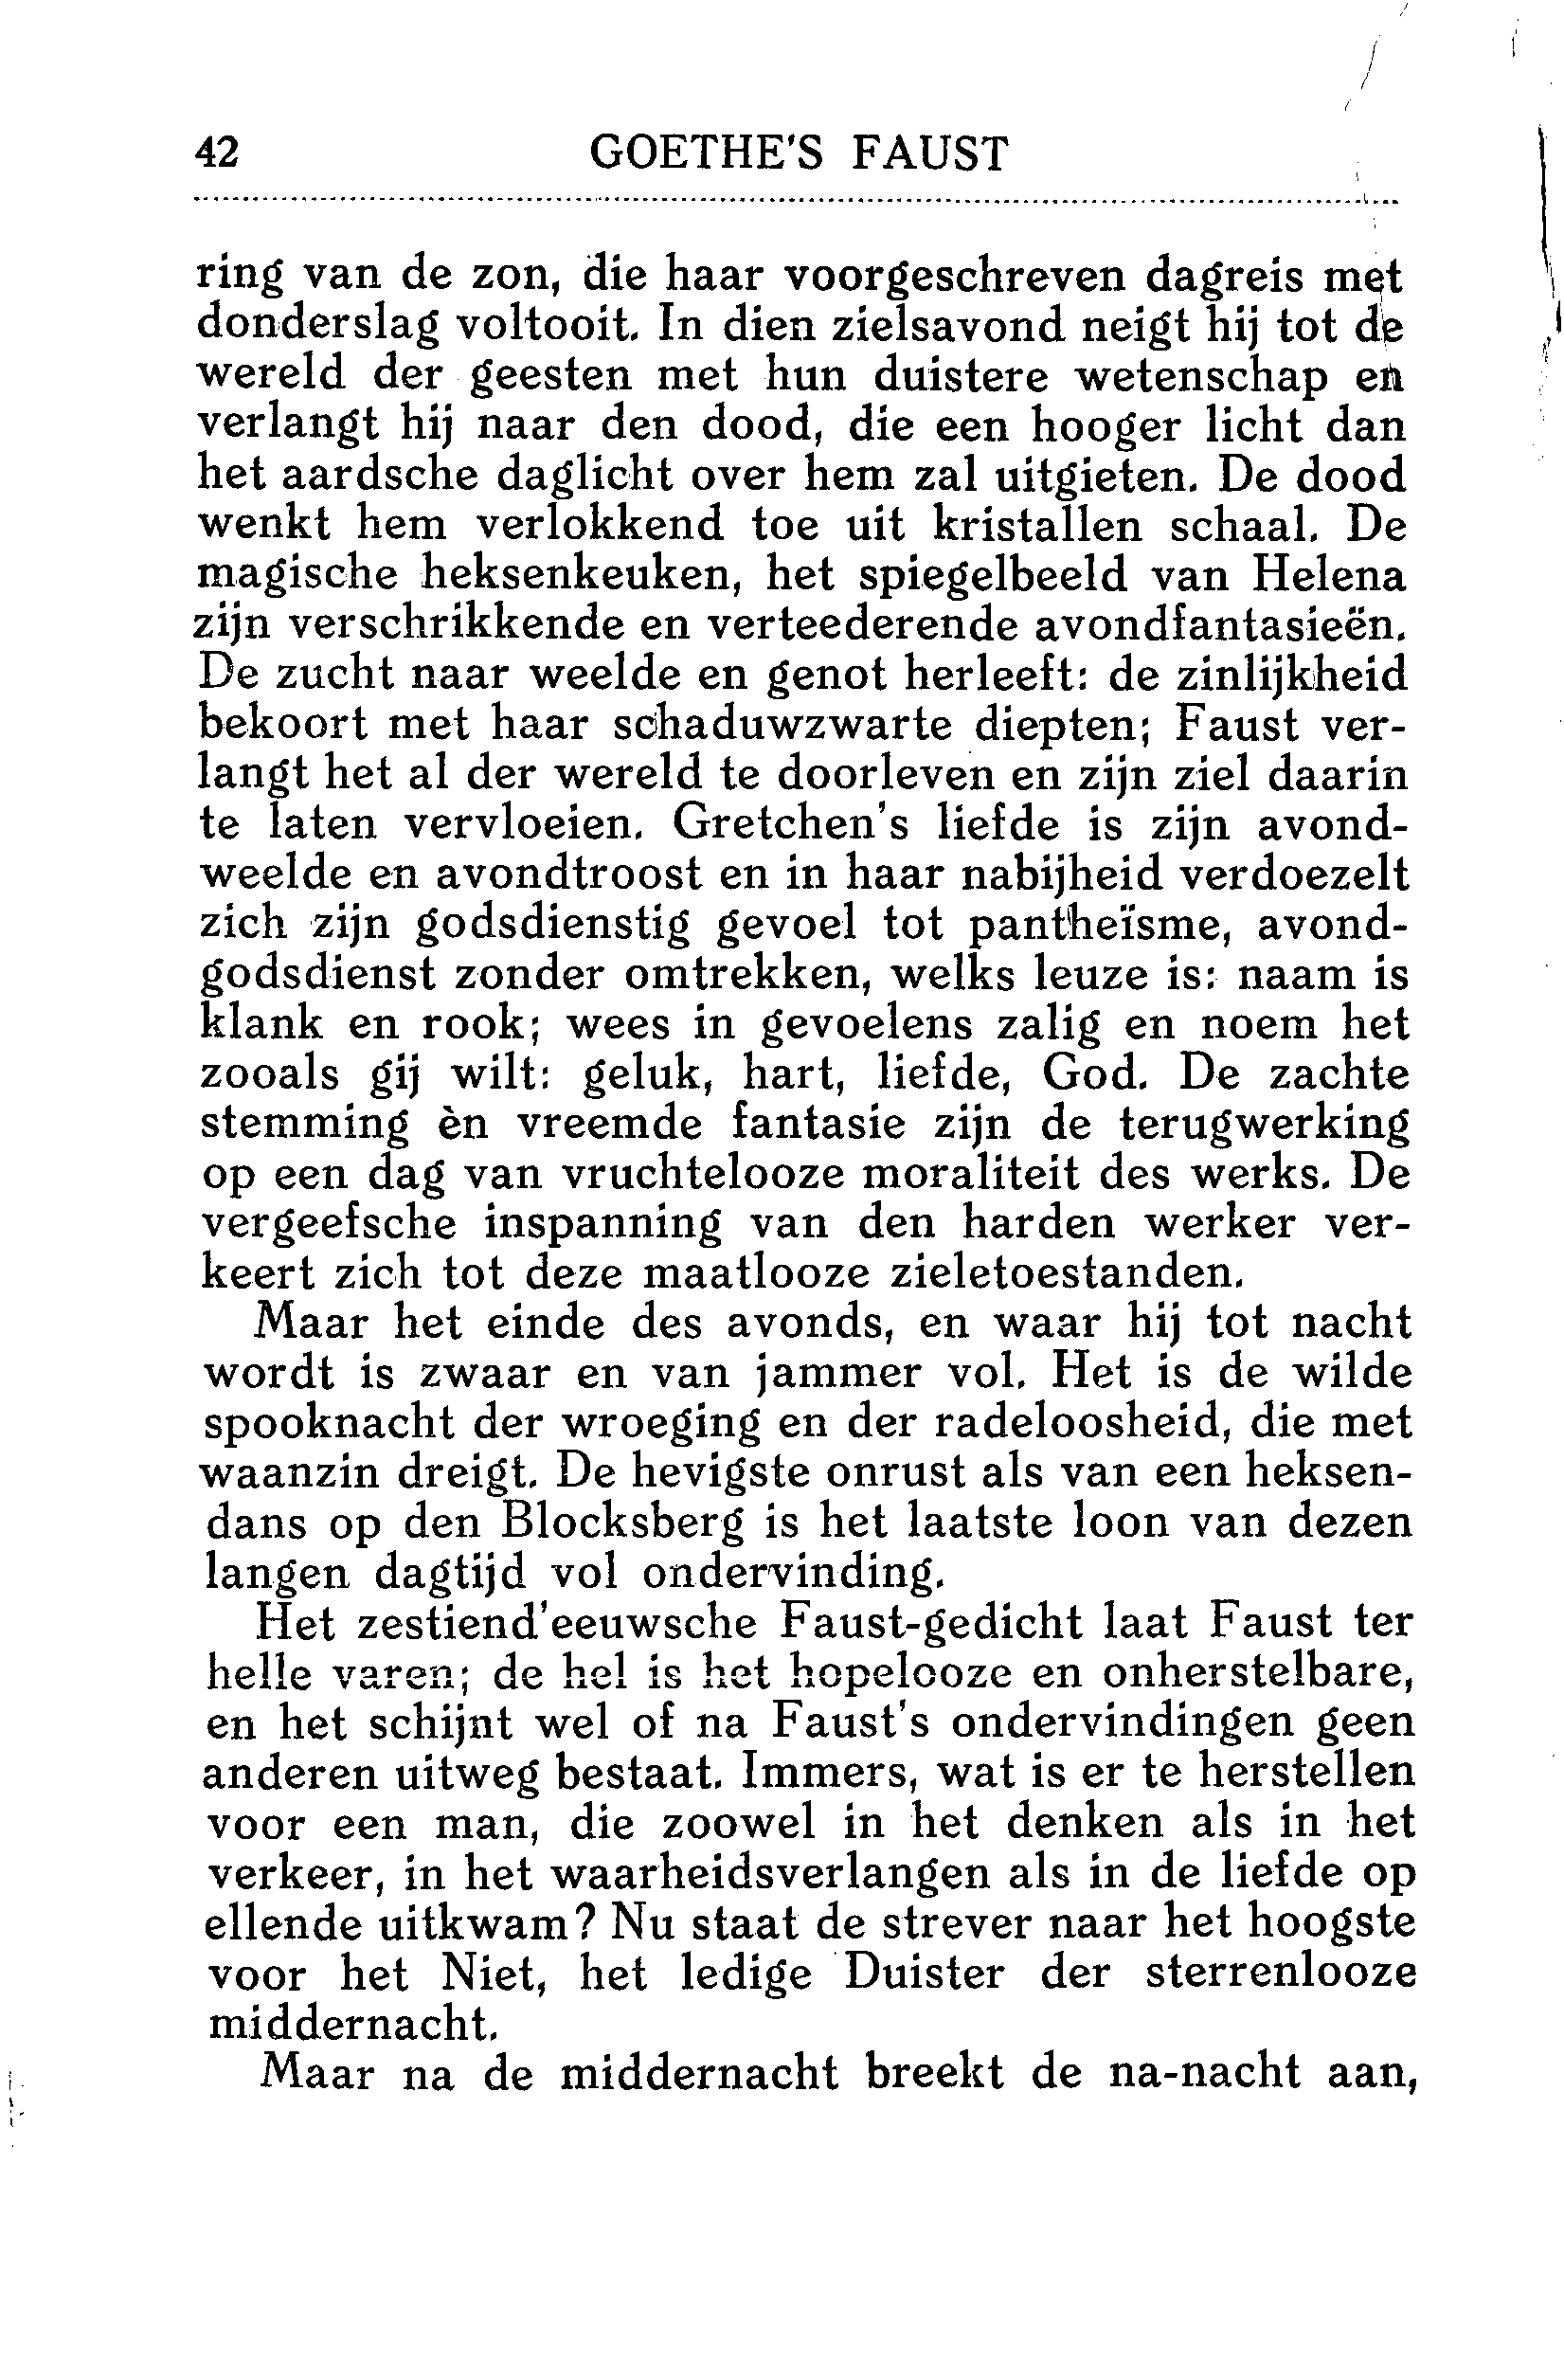 42 GOETHE'S FAUST
ring van de zon, die haar voorgeschreven dagreis met
donderslag voltooit. In dien zielsavond neigt hij tot de
wereld der geesten met hun duistere wetenschap en
verlangt hij naar den dood, die een hooger licht dan
het aardsche daglicht over hem zal uitgieten. De dood
wenkt hem verlokkend toe uit kristallen schaal. De
magische heksenkeuken, het spiegelbeeld van Helena
zijn verschrikkende en verteederende avondfantasieën.
De zucht naar weelde en genot herleeft: de zinlijkheid
bekoort met haar schaduwzwarte diepten; Faust ver-
langt het al der wereld te doorleven en zijn ziel daarin
te laten vervloeien. Gretchen's liefde is zijn avond-
weelde en avondtroost en in haar nabijheid verdoezelt
zich zijn godsdienstig gevoel tot pantheïsme, avond-
godsdienst zonder omtrekken, welks leuze is: naam is
klank en rook; wees in gevoelens zalig en noem het
zooals gij wilt: geluk, hart, liefde, God. De zachte
stemming èn vreemde fantasie zijn de terugwerking
op een dag van vruchtelooze moraliteit des werks. De
vergeefsche inspanning van den harden werker ver-
keert zich tot deze maatlooze zieletoestanden.
Maar het einde des avonds, en waar hij tot nacht
wordt is zwaar en van jammer vol. Het is de wilde
spooknacht der wroeging en der radeloosheid, die met
waanzin dreigt. De hevigste onrust als van een heksen-
dans op den Blocksberg is het laatste loon van dezen
langen dagtijd vol ondervinding.
Het zestiend'eeuwsche Faust-gedicht laat Faust ter
helle varen; de hel is het hopelooze en onherstelbare,
en het schijnt wel of na Faust's ondervindingen geen
anderen uitweg bestaat. Immers, wat is er te herstellen
voor een man, die zoowel in het denken als in het
verkeer, in het waarheidsverlangen als in de liefde op
ellende uitkwam? Nu staat de strever naar het hoogste
voor het Niet, het ledige Duister der sterrenlooze
middernacht.
Maar na de middernacht breekt de na-nacht aan,